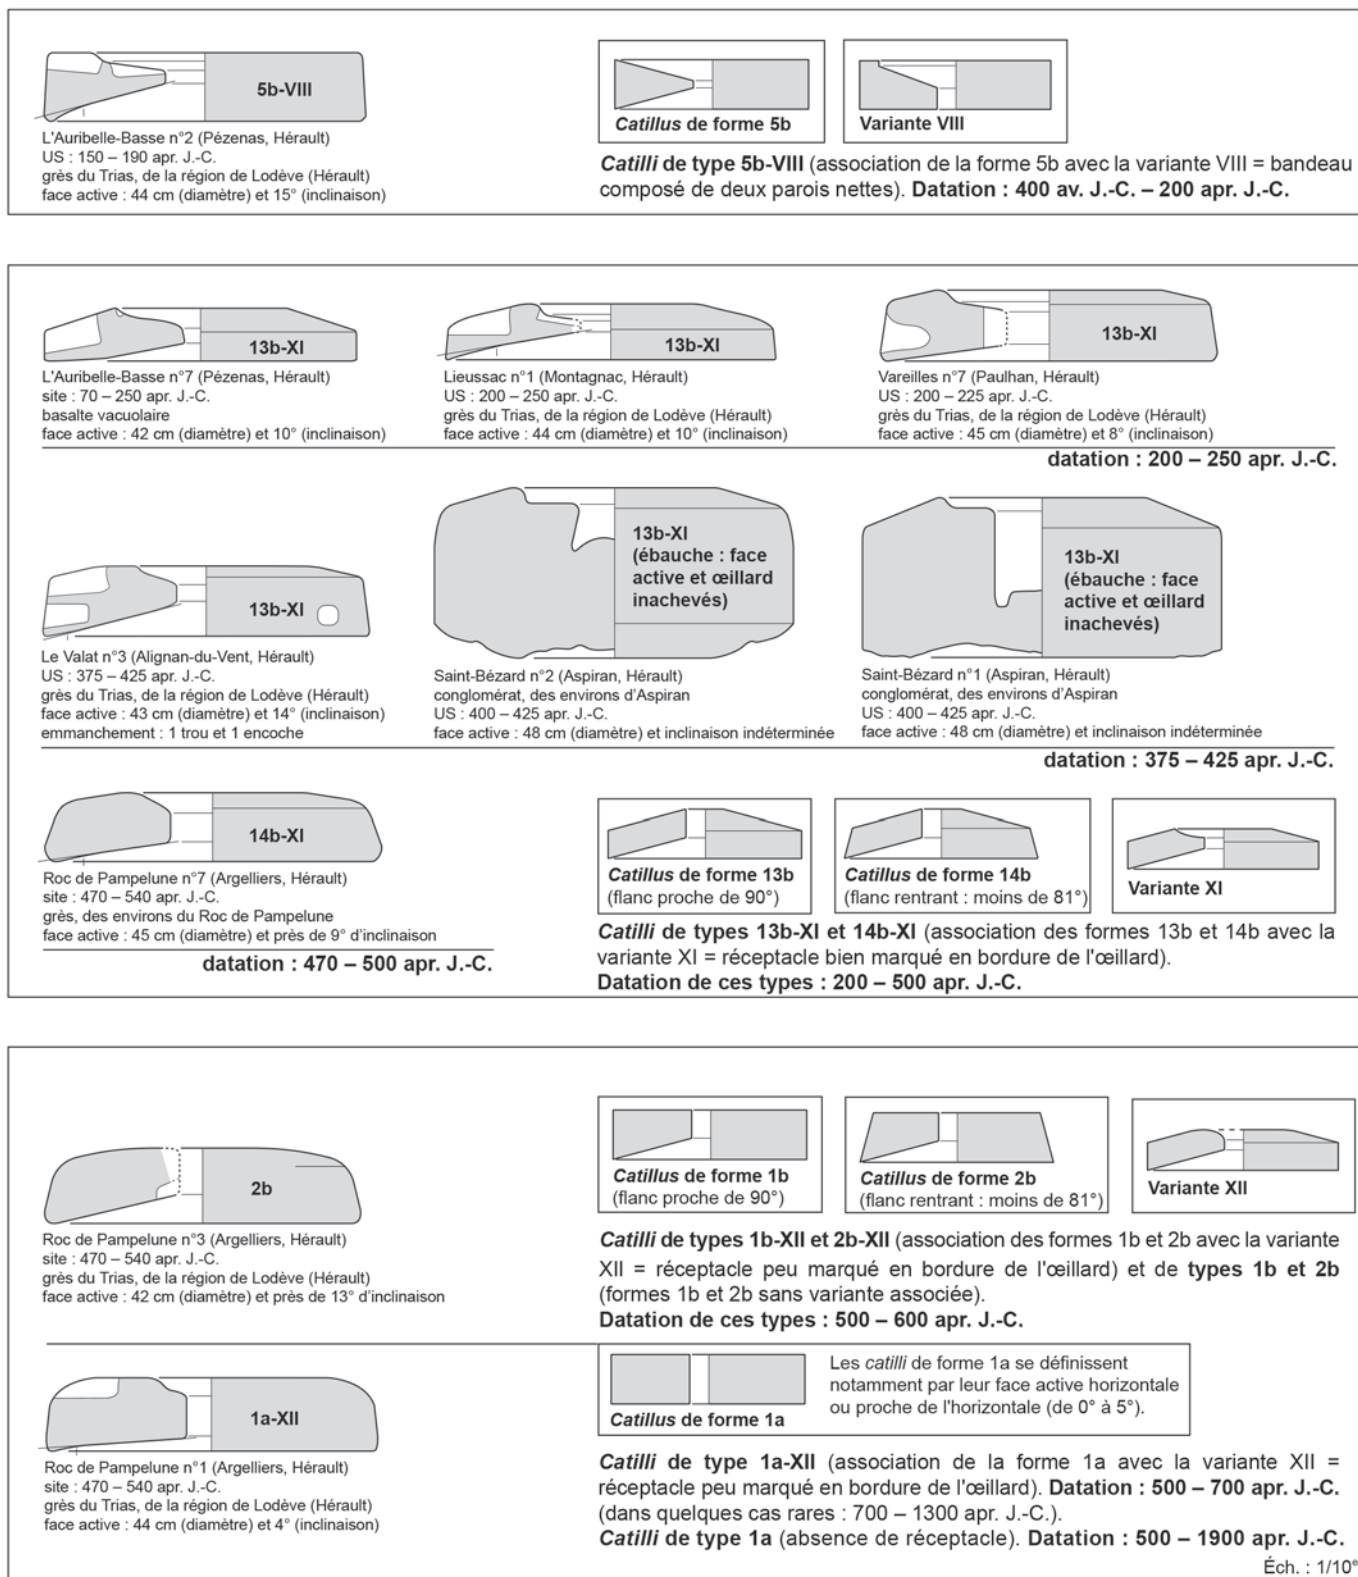 5b-VIII
L'Auribelle-Basse n°2 (Pézenas, Hérault)
US : 150 – 190 apr. J.-C.
grès du Trias, de la région de Lodève (Hérault)
face active : 44 cm (diamètre) et 15° (inclinaison)
Catillus de forme 5b
Variante VIII
Catilli de type 5b-VIII (association de la forme 5b avec la variante VIII = bandeau
composé de deux parois nettes). Datation : 400 av. J.-C. – 200 apr. J.-C.
13b-XI
L'Auribelle-Basse n°7 (Pézenas, Hérault)
site : 70 – 250 apr. J.-C.
basalte vacuolaire
face active : 42 cm (diamètre) et 10° (inclinaison)
13b-XI
Lieussac n°1 (Montagnac, Hérault)
US : 200 – 250 apr. J.-C.
grès du Trias, de la région de Lodève (Hérault)
face active : 44 cm (diamètre) et 10° (inclinaison)
13b-XI
Vareilles n°7 (Paulhan, Hérault)
US : 200 – 225 apr. J.-C.
grès du Trias, de la région de Lodève (Hérault)
face active : 45 cm (diamètre) et 8° (inclinaison)
datation : 200 – 250 apr. J.-C.
13b-XI
Le Valat n°3 (Alignan-du-Vent, Hérault)
US : 375 – 425 apr. J.-C.
grès du Trias, de la région de Lodève (Hérault)
face active : 43 cm (diamètre) et 14° (inclinaison)
emmanchement : 1 trou et 1 encoche
13b-XI
(ébauche : face
active et œillard
inachevés)
Saint-Bézard n°2 (Aspiran, Hérault)
conglomérat, des environs d'Aspiran
US : 400 – 425 apr. J.-C.
face active : 48 cm (diamètre) et inclinaison indéterminée
13b-XI
(ébauche : face
active et œillard
inachevés)
Saint-Bézard n°1 (Aspiran, Hérault)
conglomérat, des environs d'Aspiran
US : 400 – 425 apr. J.-C.
face active : 48 cm (diamètre) et inclinaison indéterminée
datation : 375 – 425 apr. J.-C.
14b-XI
Roc de Pampelune n°7 (Argelliers, Hérault)
site : 470 – 540 apr. J.-C.
grès, des environs du Roc de Pampelune
face active : 45 cm (diamètre) et près de 9° d'inclinaison
datation : 470 – 500 apr. J.-C.
Catillus de forme 13b
(flanc proche de 90°)
Catillus de forme 14b
(flanc rentrant : moins de 81°)
Variante XI
Catilli de types 13b-XI et 14b-XI (association des formes 13b et 14b avec la
variante XI = réceptacle bien marqué en bordure de l'œillard).
Datation de ces types : 200 – 500 apr. J.-C.
2b
Roc de Pampelune n°3 (Argelliers, Hérault)
site : 470 – 540 apr. J.-C.
grès du Trias, de la région de Lodève (Hérault)
face active : 42 cm (diamètre) et près de 13° d'inclinaison
Catillus de forme 1b
(flanc proche de 90°)
Catillus de forme 2b
(flanc rentrant : moins de 81°)
Variante XII
Catilli de types 1b-XII et 2b-XII (association des formes 1b et 2b avec la variante
XII = réceptacle peu marqué en bordure de l'œillard) et de types 1b et 2b
(formes 1b et 2b sans variante associée).
Datation de ces types : 500 – 600 apr. J.-C.
1a-XII
Roc de Pampelune n°1 (Argelliers, Hérault)
site : 470 – 540 apr. J.-C.
grès du Trias, de la région de Lodève (Hérault)
face active : 44 cm (diamètre) et 4° (inclinaison)
Catillus de forme 1a
Les catilli de forme 1a se définissent
notamment par leur face active horizontale
ou proche de l'horizontale (de 0° à 5°).
Catilli de type 1a-XII (association de la forme 1a avec la variante XII =
réceptacle peu marqué en bordure de l'œillard). Datation : 500 – 700 apr. J.-C.
(dans quelques cas rares : 700 – 1300 apr. J.-C.).
Catilli de type 1a (absence de réceptacle). Datation : 500 – 1900 apr. J.-C.
Éch. : 1/10e